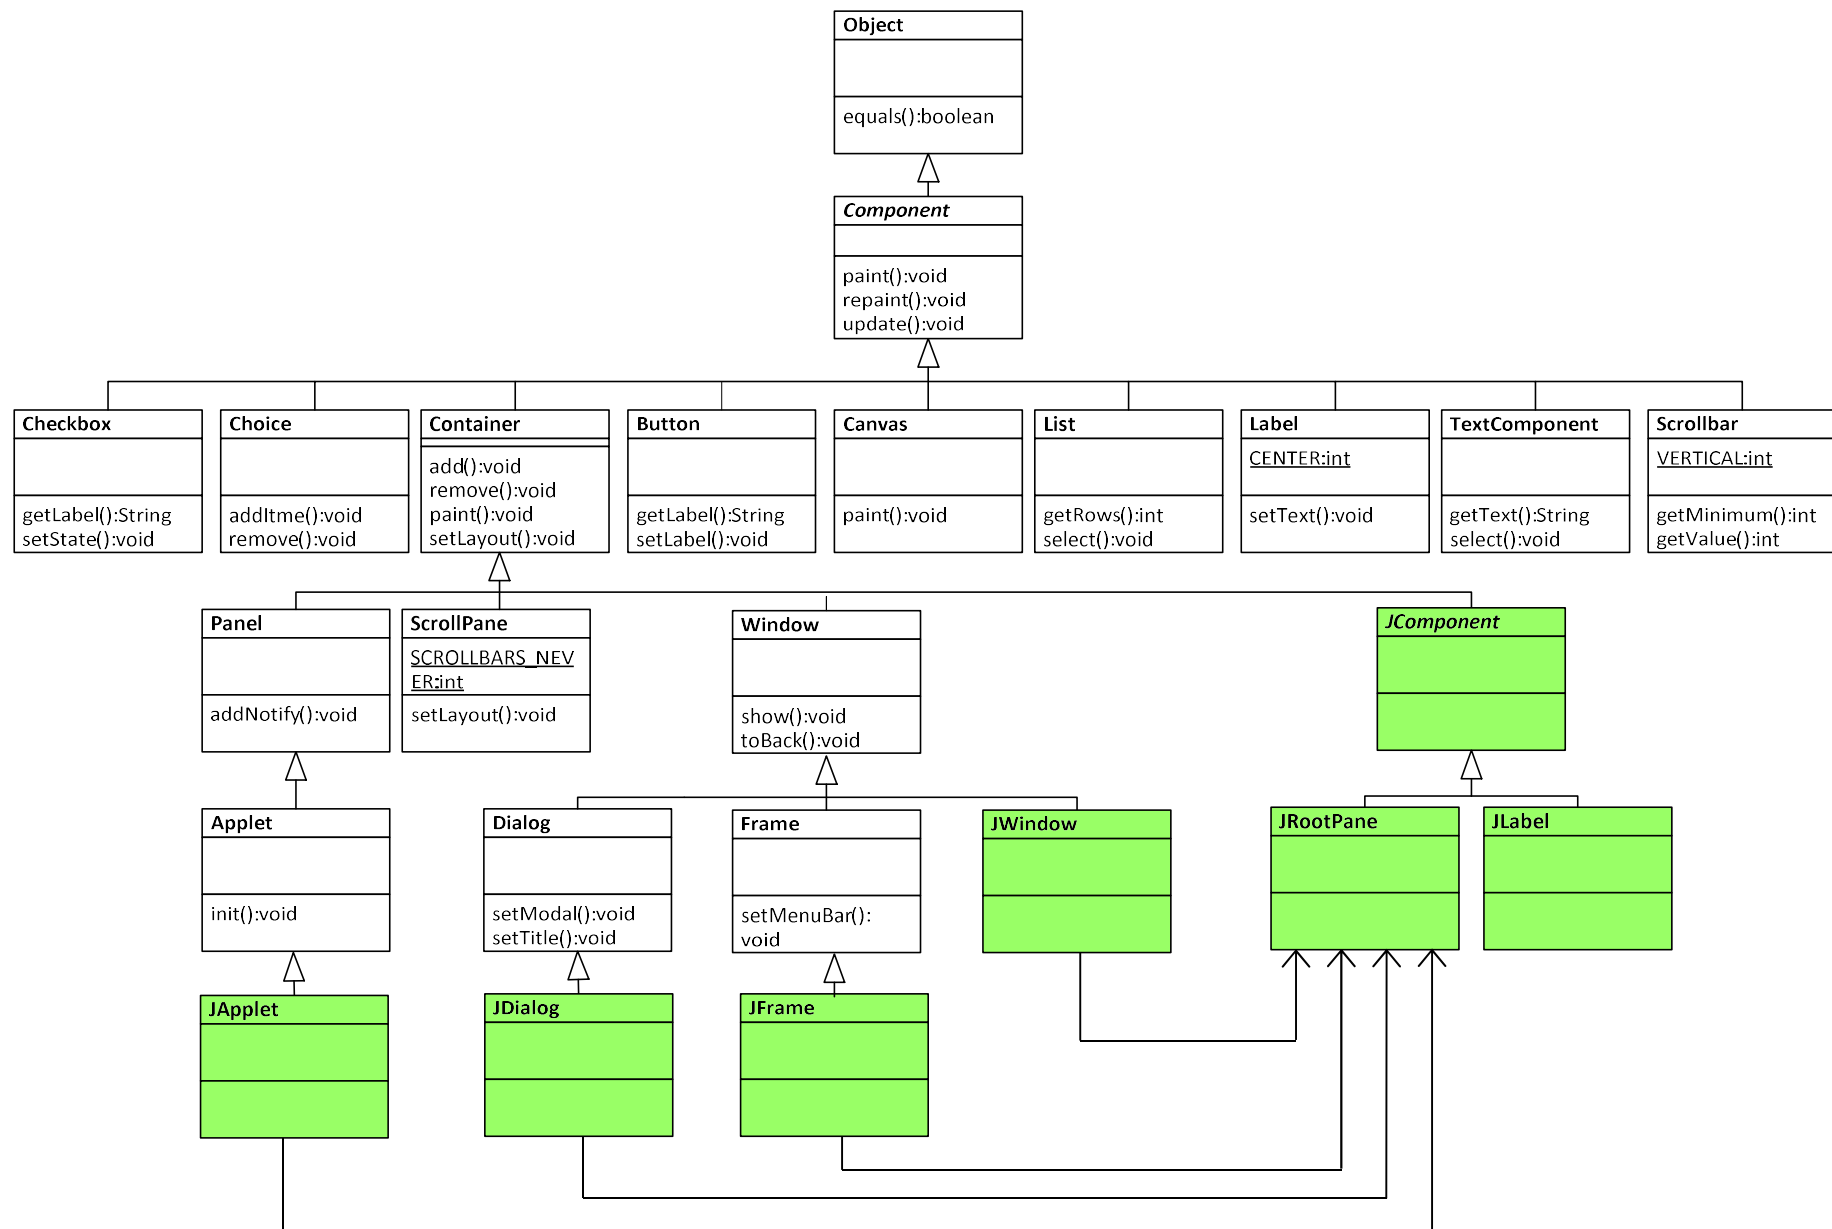 Object
equals():boolean
Component
paint():void
repaint():void
update():void
Checkbox
getLabel():String
setState():void
Choice
addItme():void
remove():void
Container
add():void
remove():void
paint():void
setLayout():void
Button
getLabel():String
setLabel():void
Canvas
paint():void
List
getRows():int
select():void
Label
CENTER:int
setText():void
TextComponent
getText():String
select():void
Scrollbar
VERTICAL:int
getMinimum():int
getValue():int
Panel
addNotify():void
ScrollPane
SCROLLBARS_NEV
ER:int
setLayout():void
Window
show():void
toBack():void
JComponent
Applet
init():void
Dialog
setModal():void
setTitle():void
Frame
setMenuBar():
void
JWindow
JRootPane
JLabel
JApplet
JDialog
JFrame